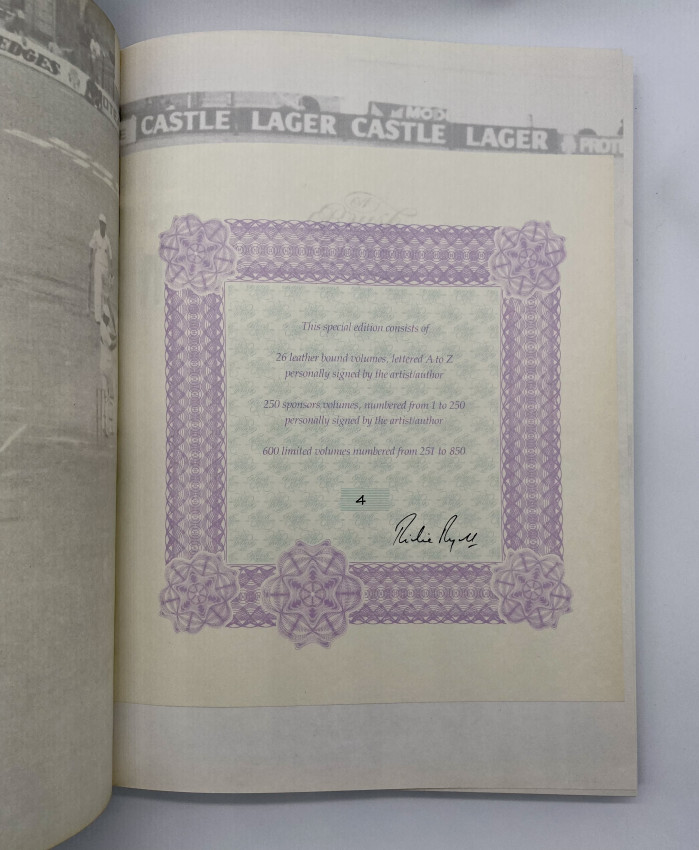 EDGES
CASTLE LAGER CASTLE LAGER
This special edition consists of
26 leather bound volumes, lettered A to Z
personally signed by the artist/author
250 sponsors volumes, numbered from 1 to 250
personally signed by the artist/author
600 limited volumes numbered from 251 to 850
4